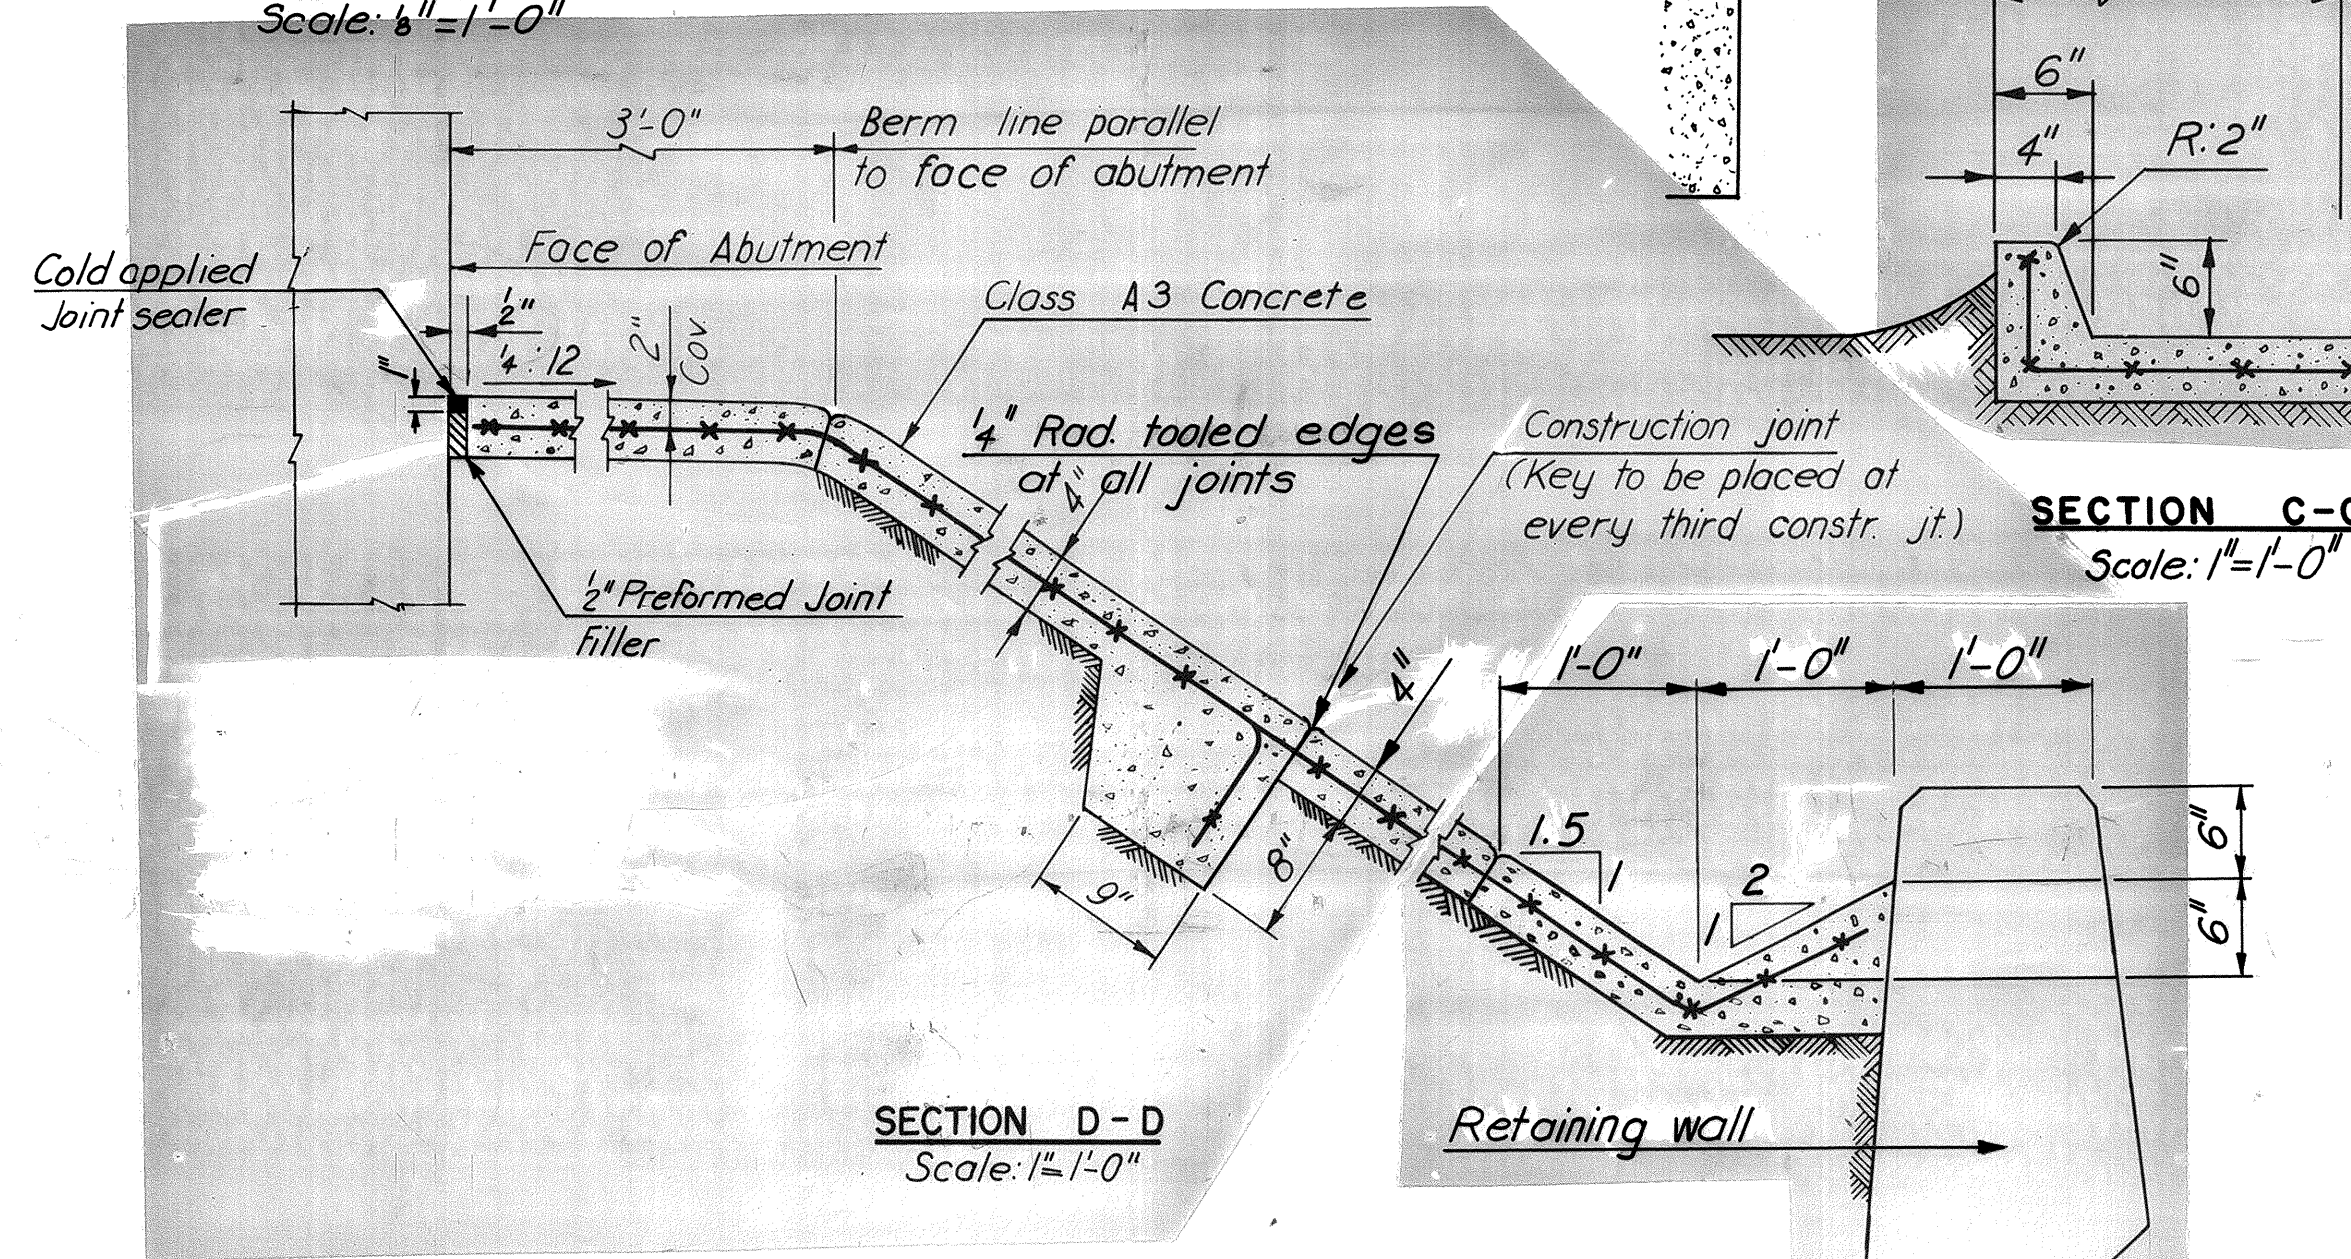 Scale: 1/8"=1'-0"
3'-0"
Berm line parallel
to face of abutment
Face of Abutment
Cold applied
Joint sealer
1/2"
1/4 : 12
1"
2"
Cov
Class A3 Concrete
1/4" Rad. tooled edges
at all joints
4"
Construction joint
(Key to be placed at
every third constr. jt.)
1/2" Preformed Joint
Filler
4"
8"
9"
SECTION D-D
Scale: 1"=1'-0"
6"
4"
R:2"
6"
SECTION C-C
Scale: 1"=1'-0"
1'-0"
1'-0"
1'-0"
1.5
1
2
1
6"
6"
Retaining wall